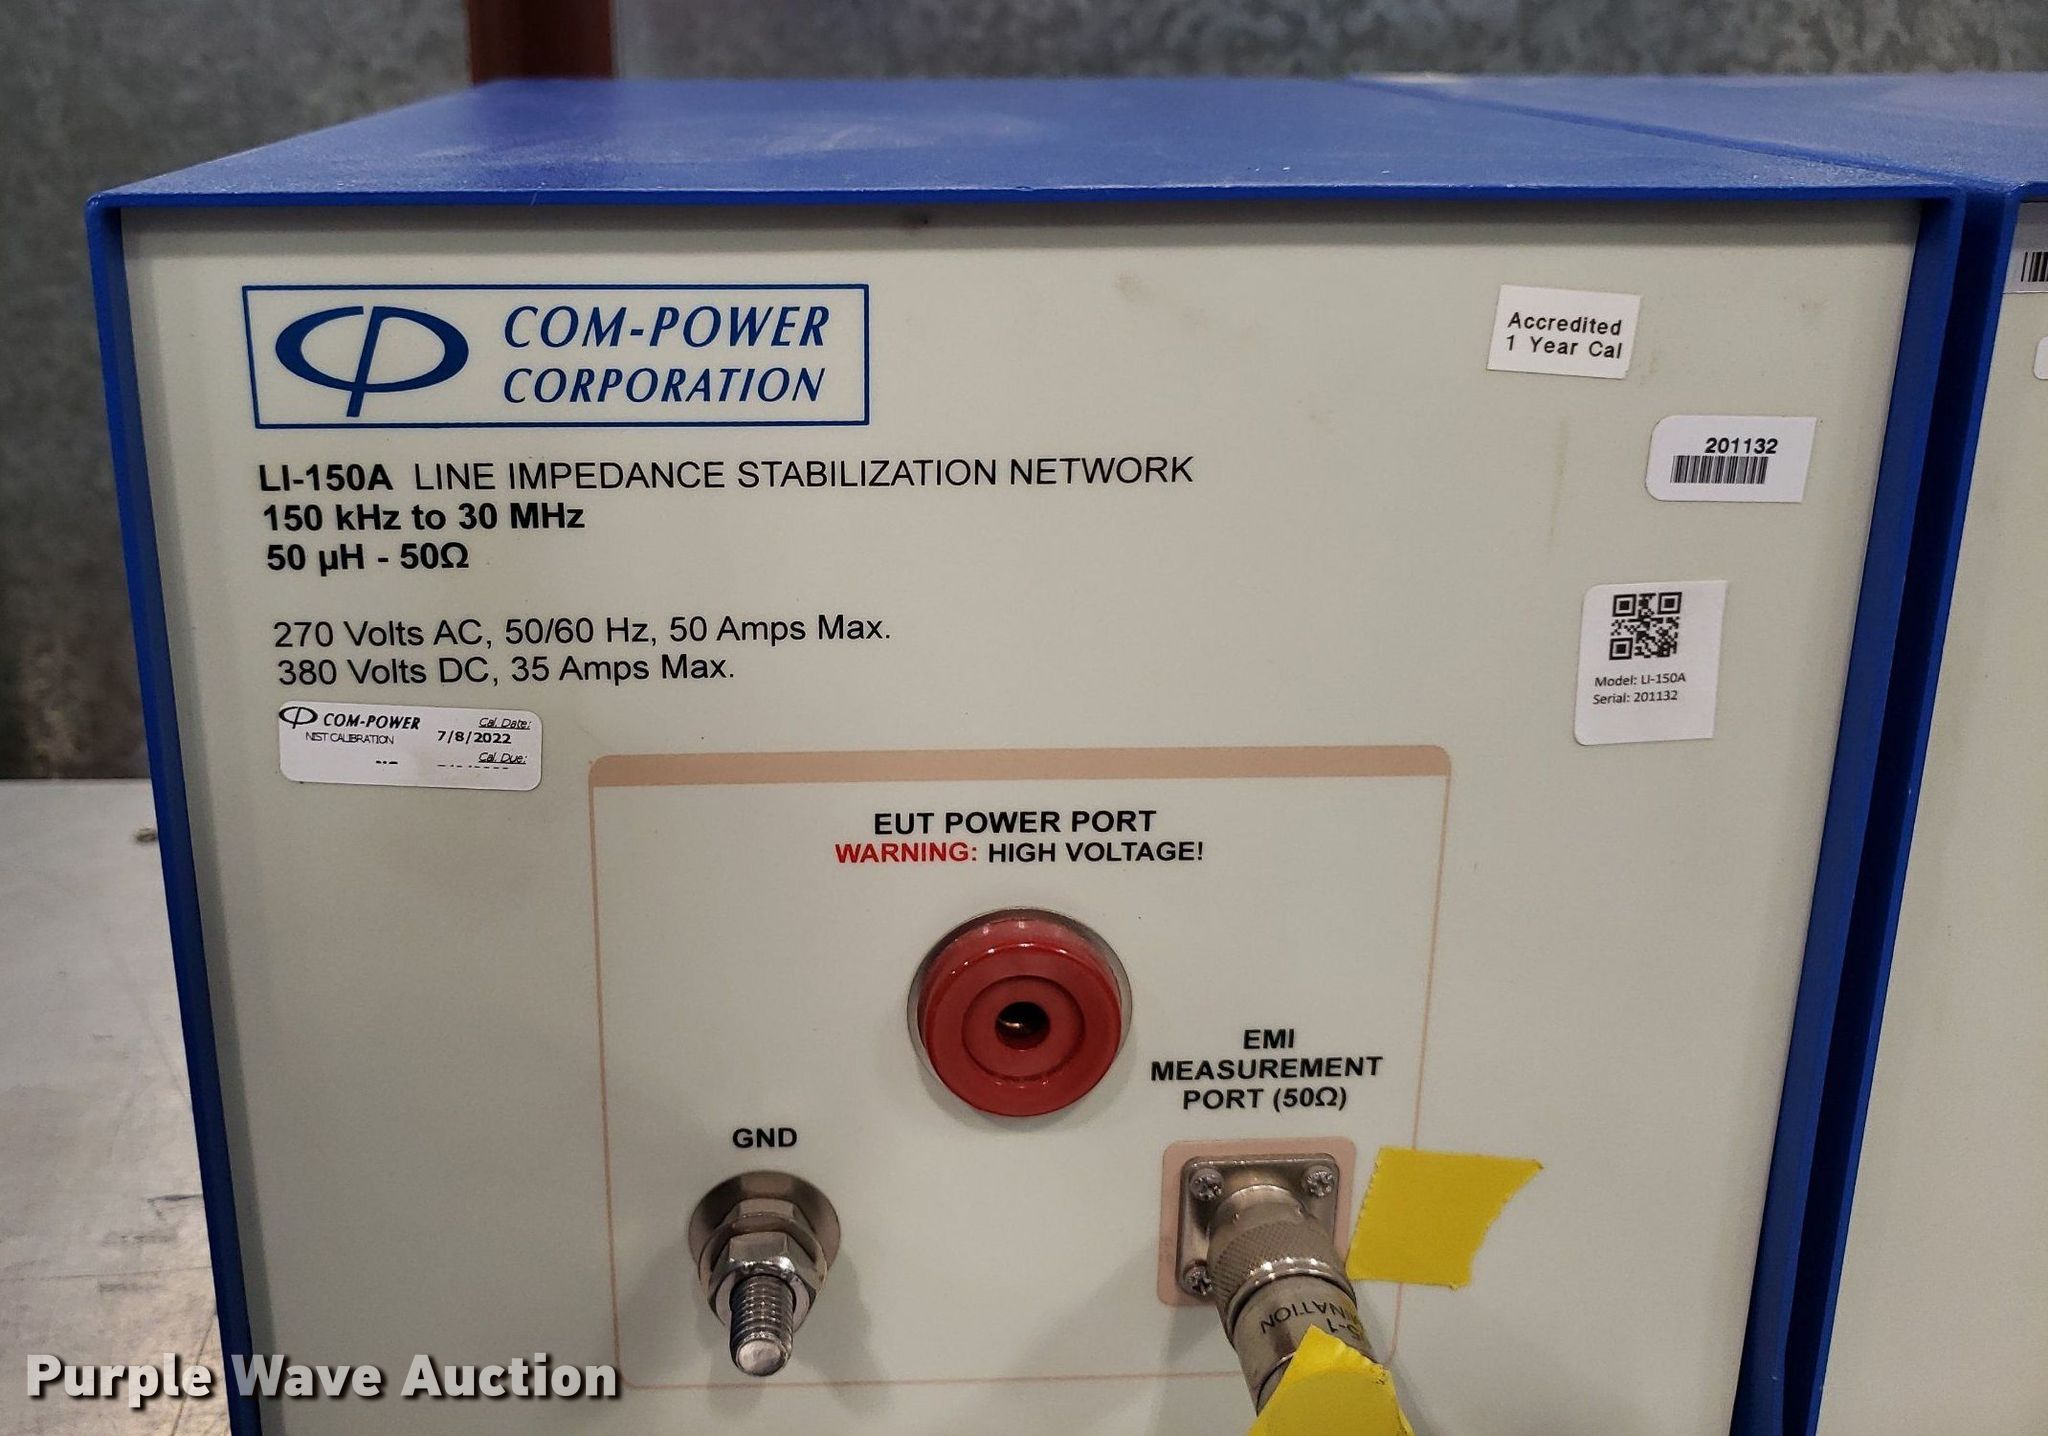 COM-POWER
CORPORATION
Accredited
1 Year Cal
201132
LI-150A LINE IMPEDANCE STABILIZATION NETWORK
150 kHz to 30 MHz
50 µH - 50Ω
270 Volts AC, 50/60 Hz, 50 Amps Max.
380 Volts DC, 35 Amps Max.
Model: LI-150A
Serial: 201132
COM-POWER
NIST CALIBRATION
Cal. Date:
7/8/2022
Cal. Due:
EUT POWER PORT
WARNING: HIGH VOLTAGE!
EMI
MEASUREMENT
PORT (50Ω)
GND
Purple Wave Auction